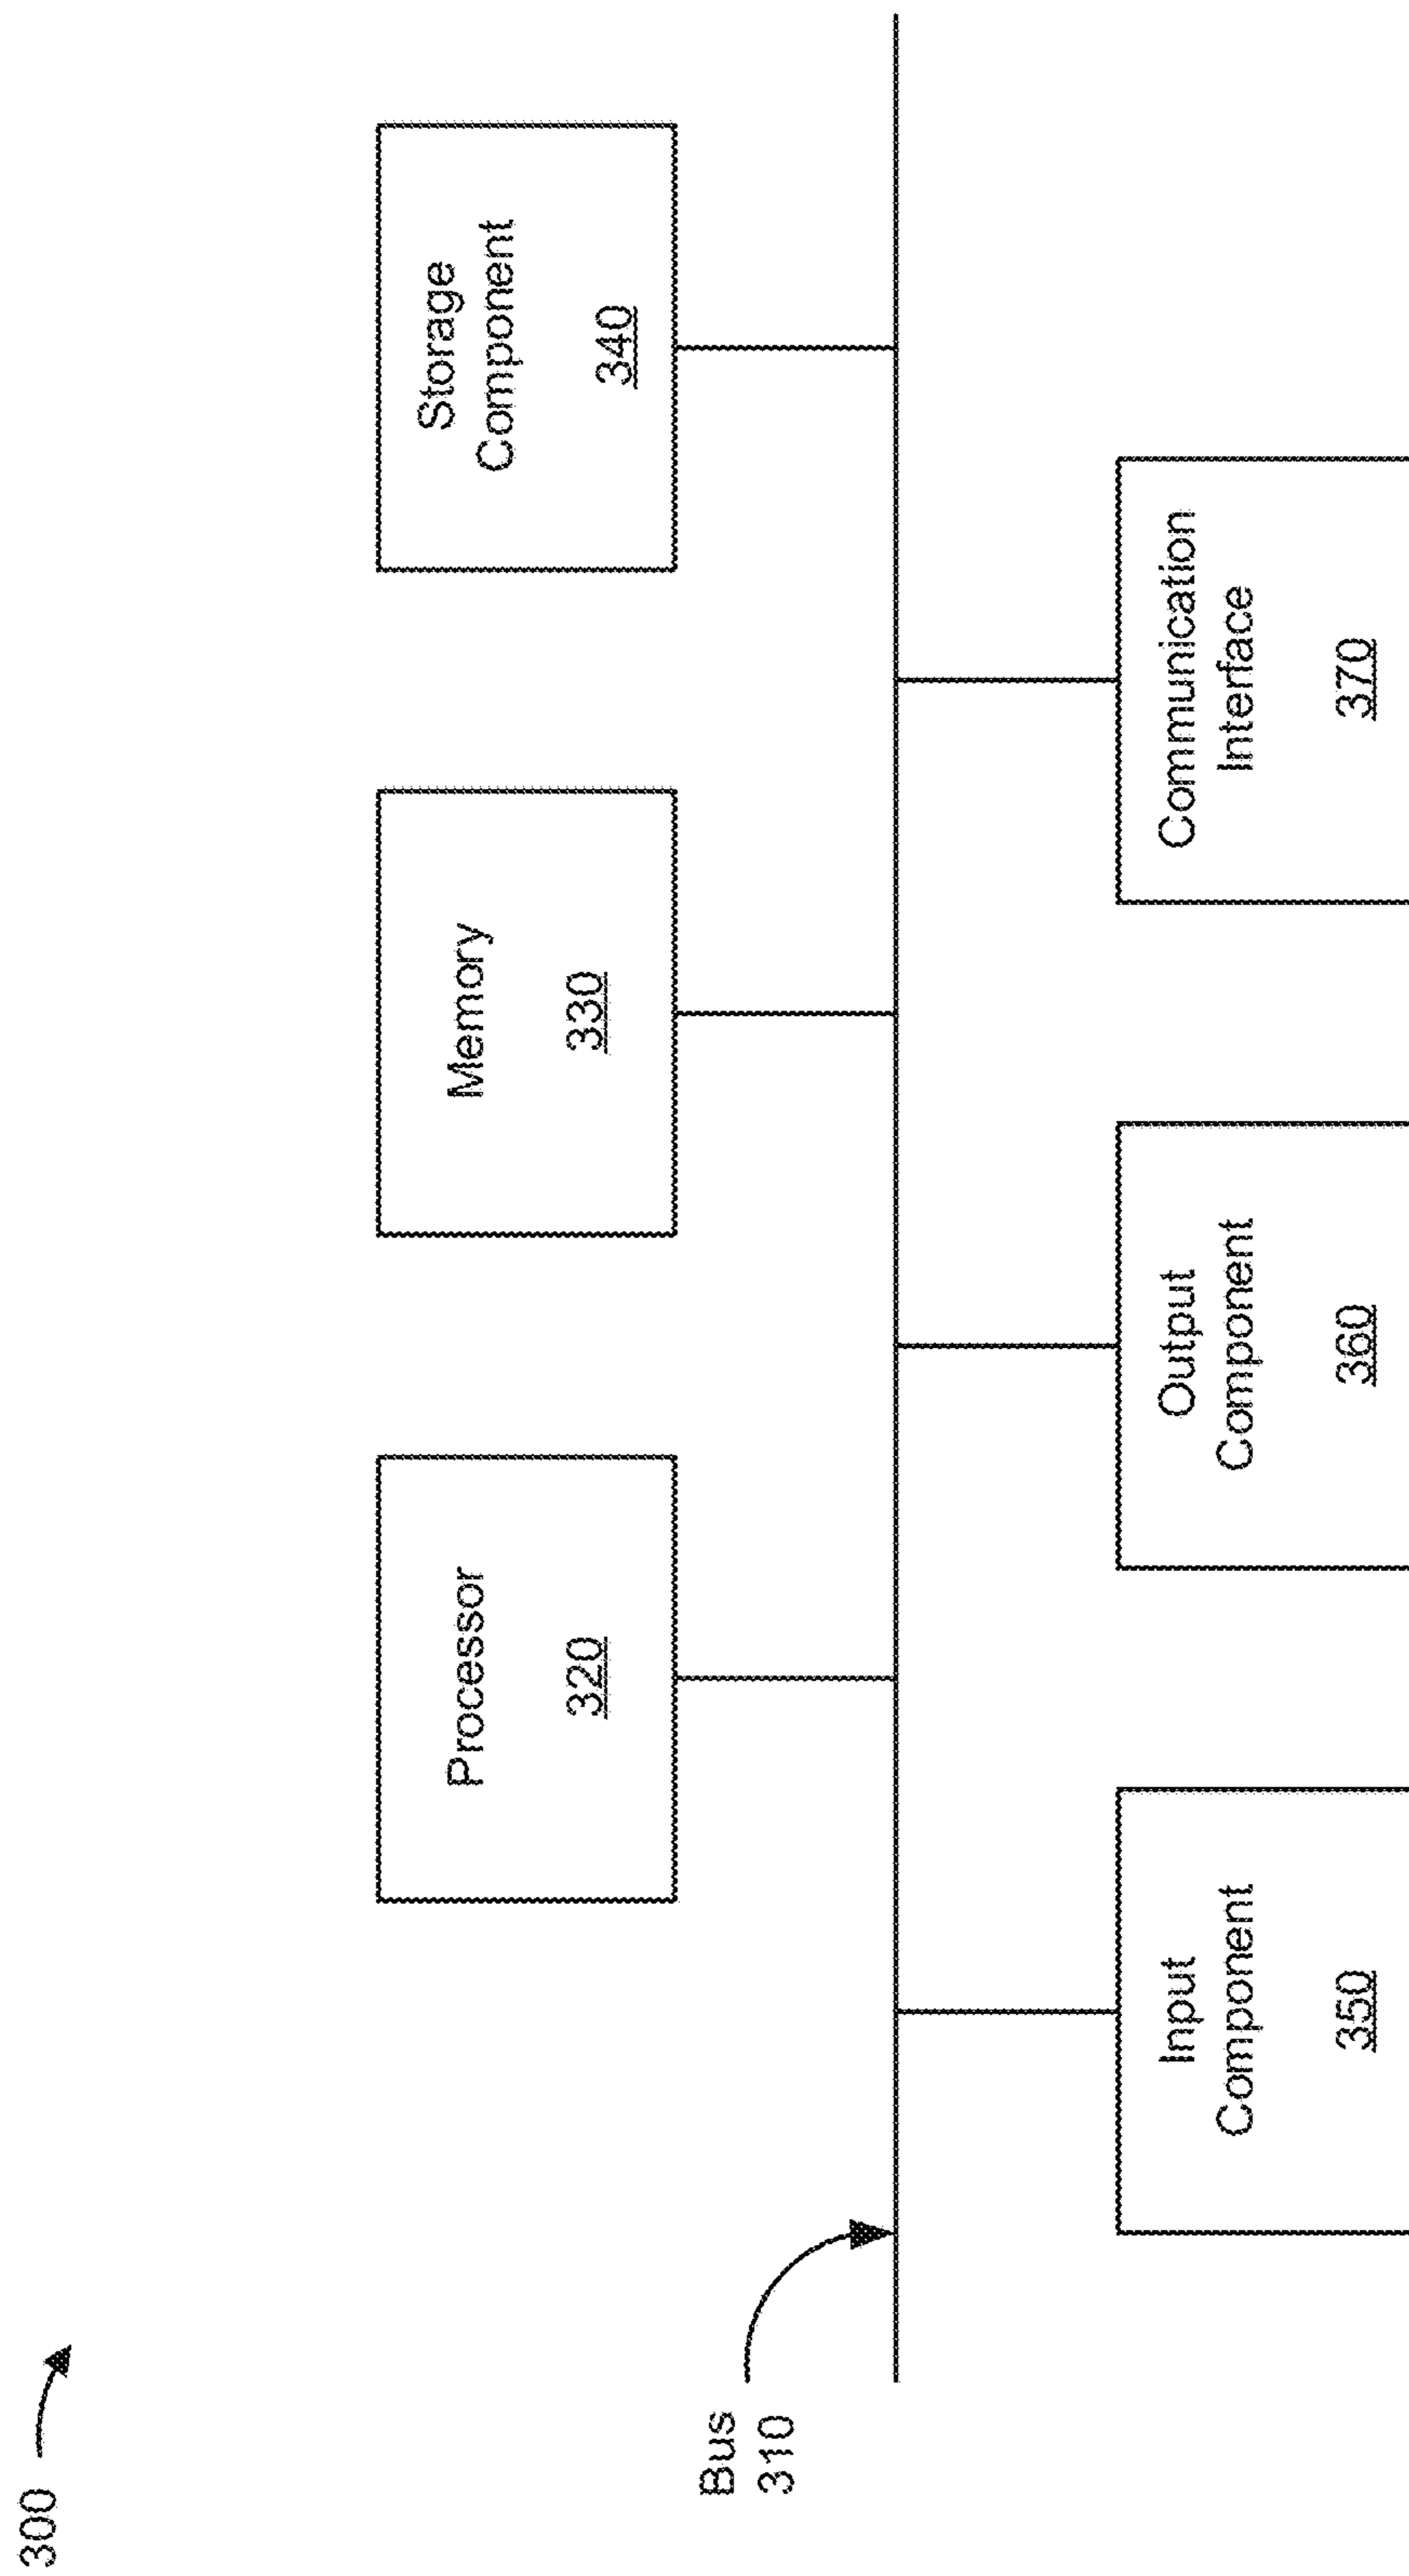 300
Processor
320
Memory
330
Storage
Component
340
Bus
310
Input
Component
350
Output
Component
360
Communication
Interface
370